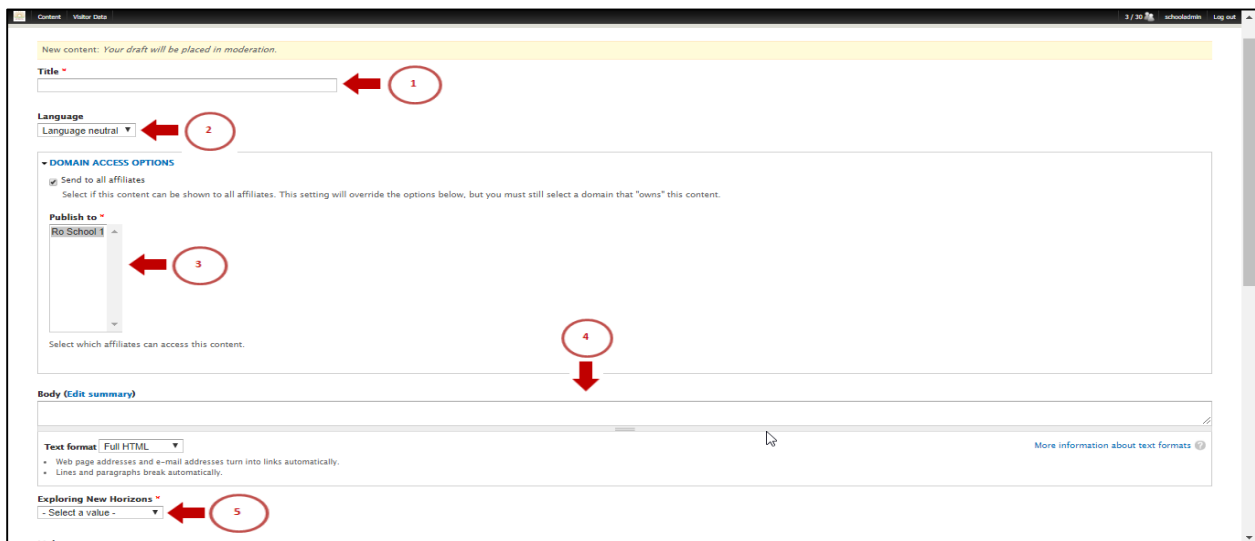 Content Visitor Data 3 / 30 schooladmin Log out
New content: Your draft will be placed in moderation.
Title *
1
Language
Language neutral
2
DOMAIN ACCESS OPTIONS
Send to all affiliates
Select if this content can be shown to all affiliates. This setting will override the options below, but you must still select a domain that "owns" this content.
Publish to *
Ro School 1
3
Select which affiliates can access this content.
4
Body (Edit summary)
Text format Full HTML
More information about text formats ?
• Web page addresses and e-mail addresses turn into links automatically.
• Lines and paragraphs break automatically.
Exploring New Horizons *
- Select a value -
5